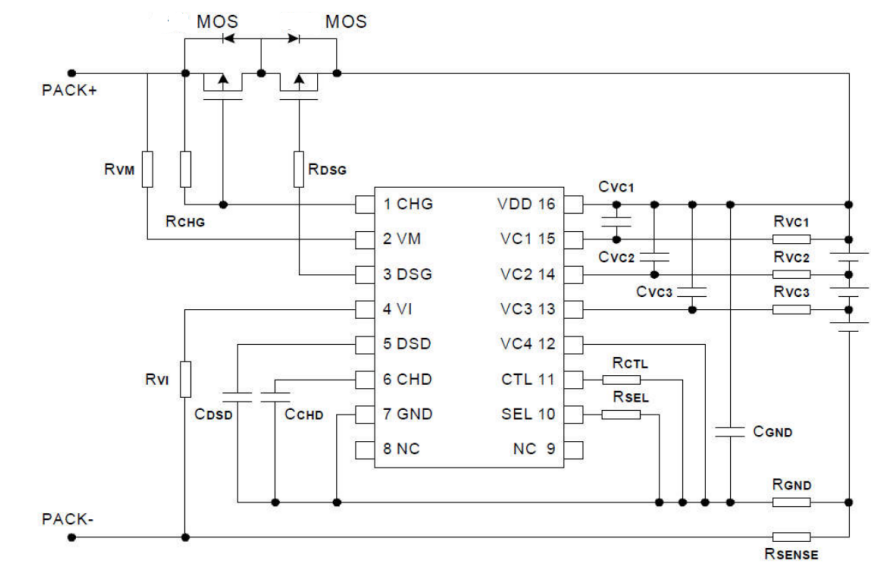 MOS MOS
PACK+
RVM RDSG
RCHG
CVC1
1 CHG VDD 16
RVC1
2 VM VC1 15
CVC2 RVC2
3 DSG VC2 14
CVC3 RVC3
4 VI VC3 13
5 DSD VC4 12
RCTL
RVI 6 CHD CTL 11
RSEL
CDSD CCHD 7 GND SEL 10
CGND
8 NC NC 9
RGND
PACK-
RSENSE